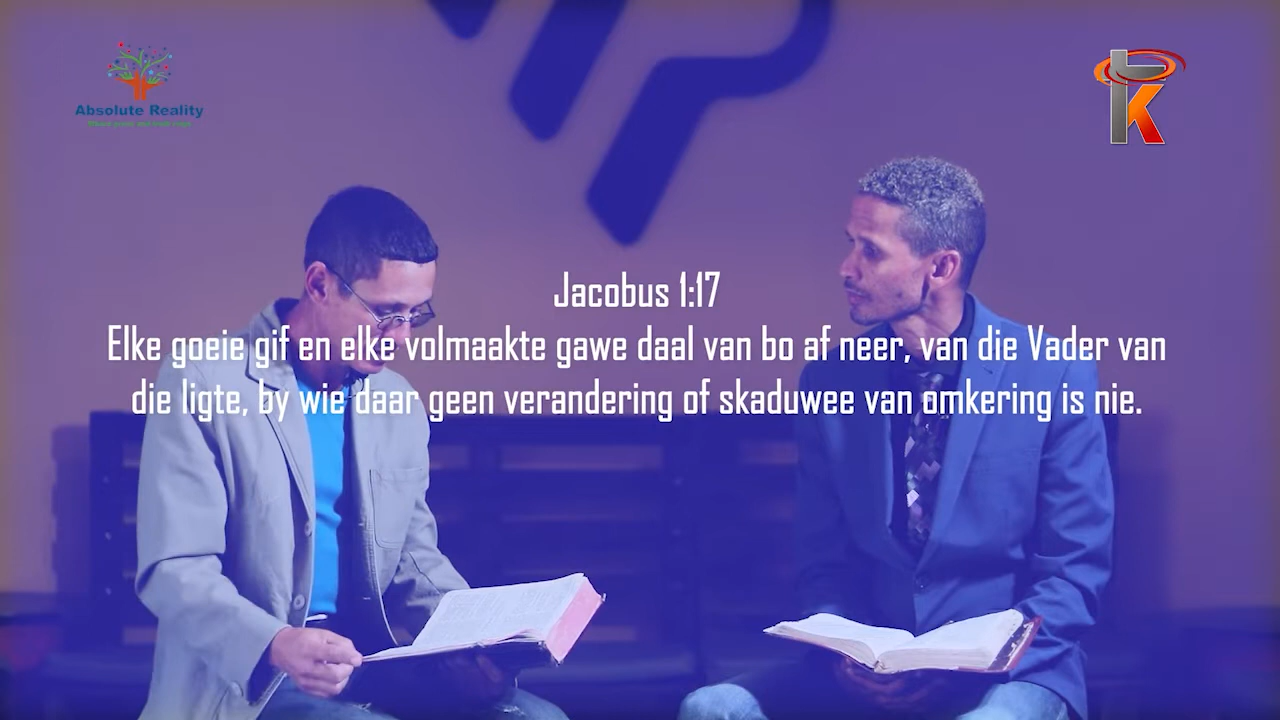 Absolute Reality
Jacobus 1:17
Elke goeie gif en elke volmaakte gawe daal van bo af neer, van die Vader van
die ligte, by wie daar geen verandering of skaduwee van omkering is nie.